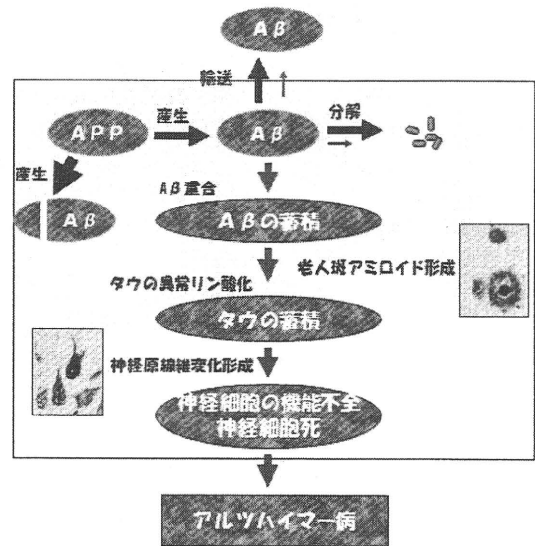 Aβ
輸送
産生
分解
APP
Aβ
産生
Aβ
Aβ重合
Aβの蓄積
老人斑アミロイド形成
タウの異常リン酸化
タウの蓄積
神経原線維変化形成
神経細胞の機能不全
神経細胞死
アルツハイマー病